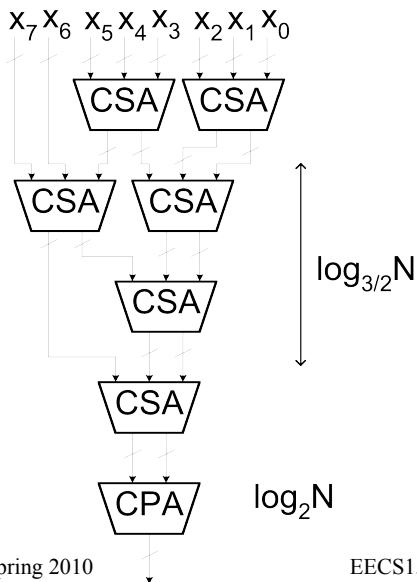 x₇ x₆ x₅ x₄ x₃ x₂ x₁ x₀
CSA CSA
CSA CSA
log₃/₂N
CSA
CSA
CPA log₂N
pring 2010 EECS1